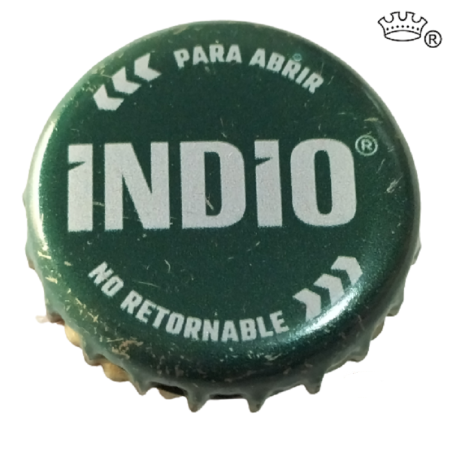 PARA ABRIR
INDIO®
NO RETORNABLE
®